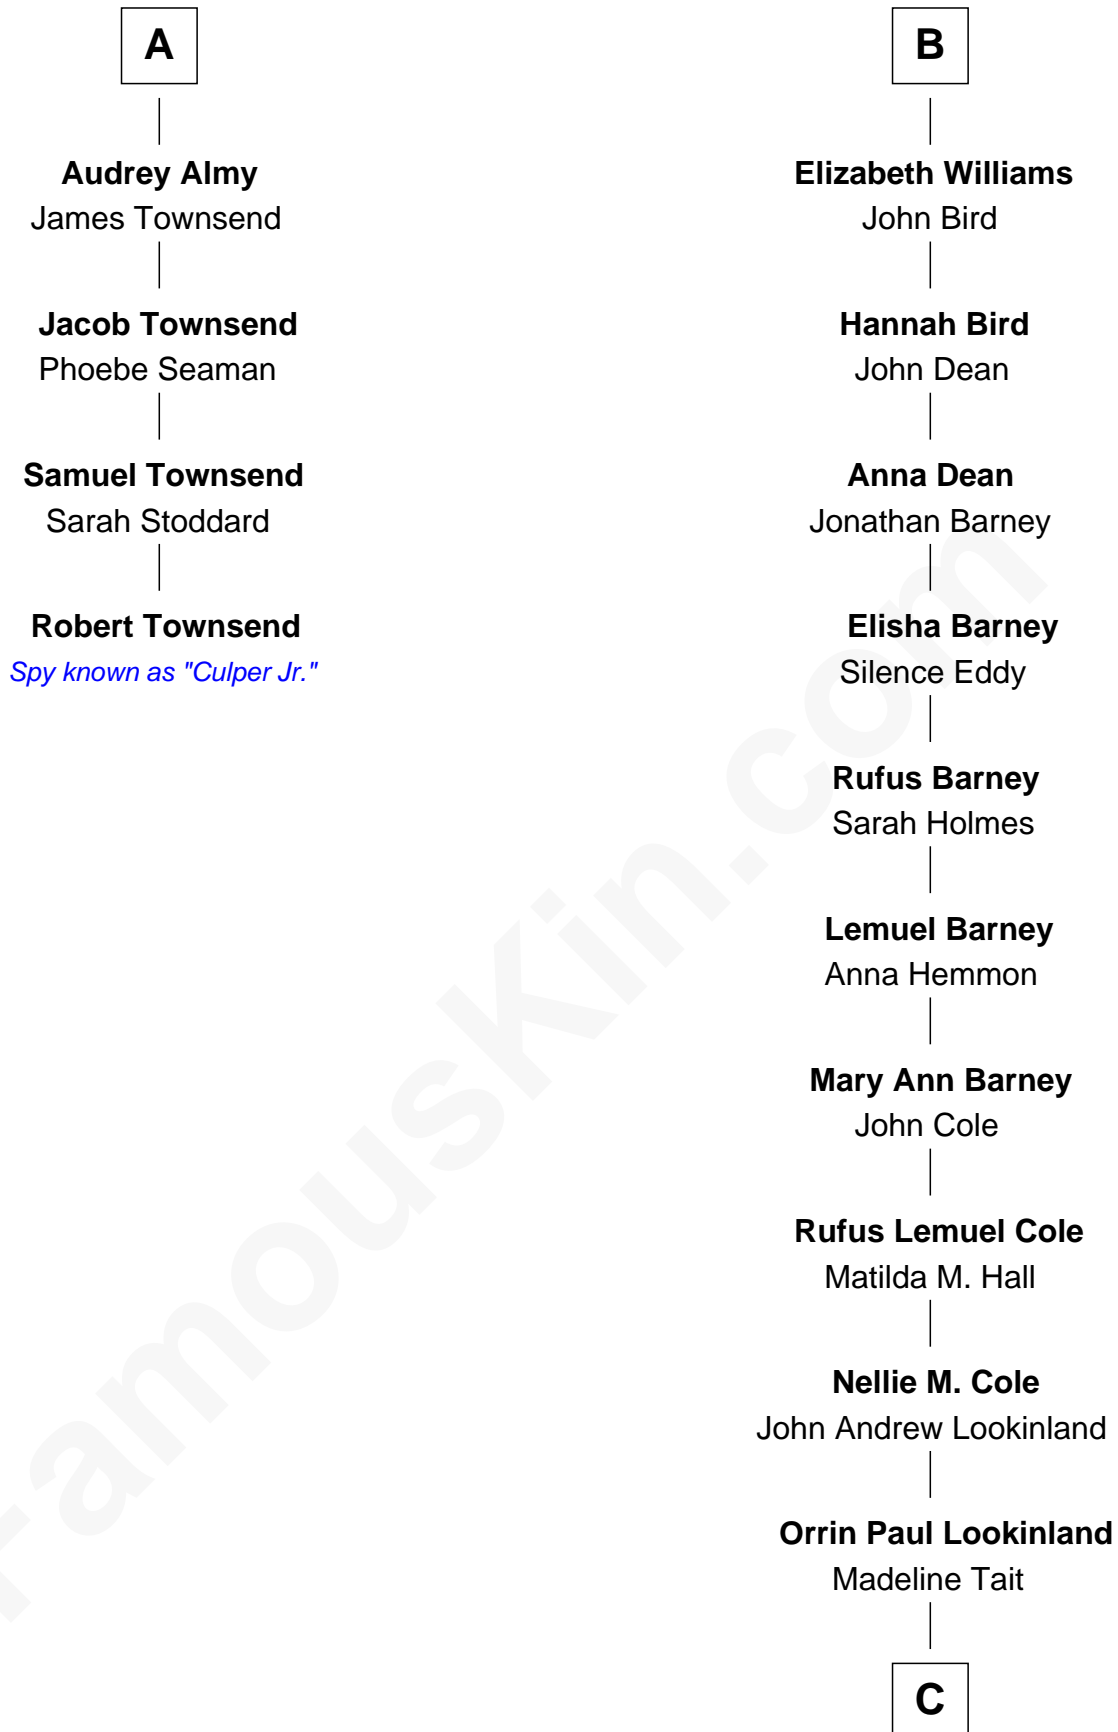 A
Audrey Almy
James Townsend
Jacob Townsend
Phoebe Seaman
Samuel Townsend
Sarah Stoddard
Robert Townsend
Spy known as "Culper Jr."
B
Elizabeth Williams
John Bird
Hannah Bird
John Dean
Anna Dean
Jonathan Barney
Elisha Barney
Silence Eddy
Rufus Barney
Sarah Holmes
Lemuel Barney
Anna Hemmon
Mary Ann Barney
John Cole
Rufus Lemuel Cole
Matilda M. Hall
Nellie M. Cole
John Andrew Lookinland
Orrin Paul Lookinland
Madeline Tait
C
FamousKin.com